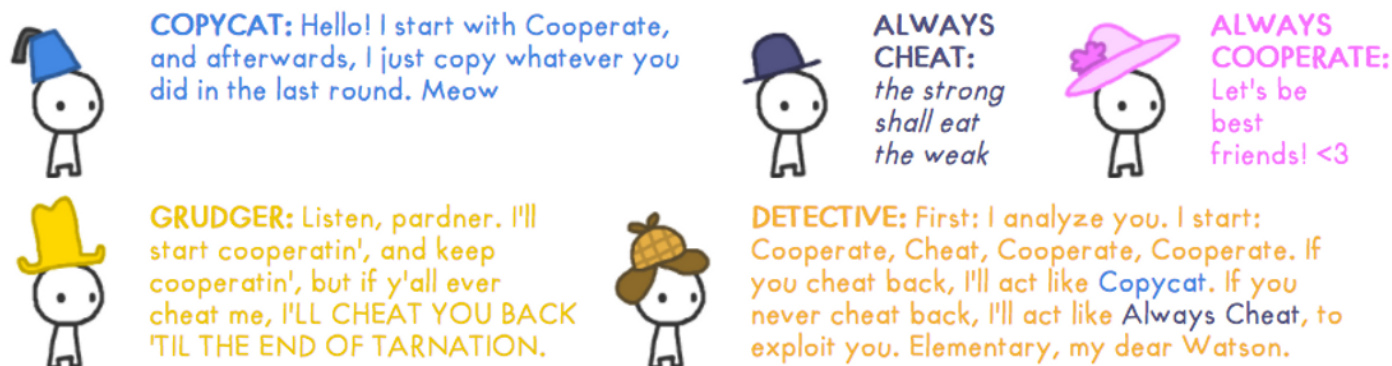 COPYCAT: Hello! I start with Cooperate,
and afterwards, I just copy whatever you
did in the last round. Meow
ALWAYS
CHEAT:
the strong
shall eat
the weak
ALWAYS
COOPERATE:
Let's be
best
friends! <3
GRUDGER: Listen, pardner. I'll
start cooperatin', and keep
cooperatin', but if y'all ever
cheat me, I'LL CHEAT YOU BACK
'TIL THE END OF TARNATION.
DETECTIVE: First: I analyze you. I start:
Cooperate, Cheat, Cooperate, Cooperate. If
you cheat back, I'll act like Copycat. If you
never cheat back, I'll act like Always Cheat, to
exploit you. Elementary, my dear Watson.